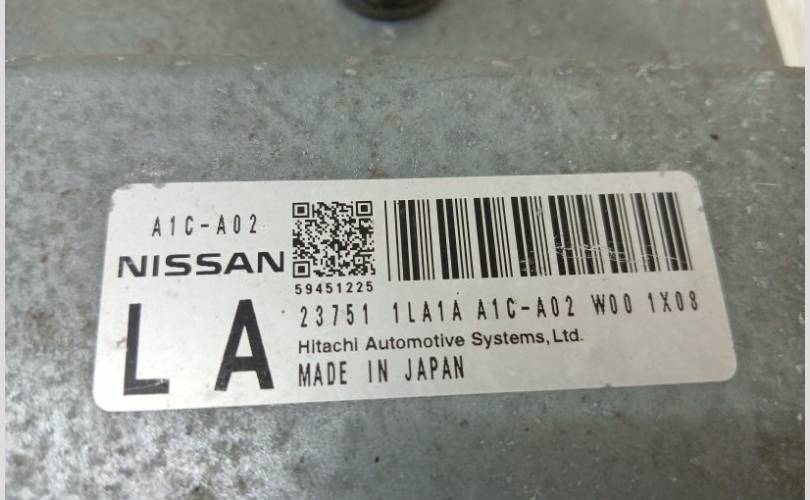 A1C-A02
NISSAN
LA
59451225
23751 1LA1A A1C-A02 W00 1X08
Hitachi Automotive Systems, Ltd.
MADE IN JAPAN